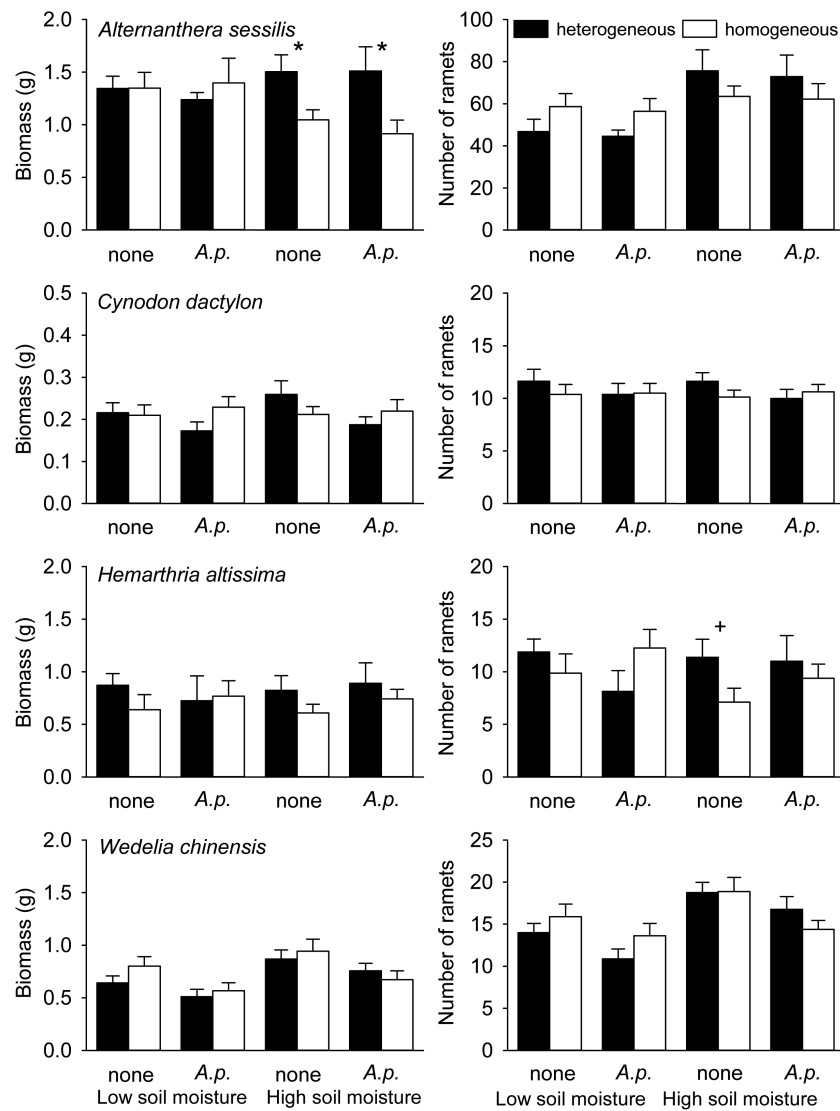 Alternanthera sessilis
* *
Biomass (g)
2.0
1.5
1.0
1.5
0.0
none A.p. none A.p.
heterogeneous homogeneous
Number of ramets
100
80
60
40
20
0
none A.p. none A.p.
Cynodon dactylon
Biomass (g)
0.5
0.4
0.3
0.2
0.1
0.0
none A.p. none A.p.
Number of ramets
20
15
10
5
0
none A.p. none A.p.
Hemarthria altissima
Biomass (g)
2.0
1.5
1.0
0.5
0.0
none A.p. none A.p.
+
Number of ramets
20
15
10
5
0
none A.p. none A.p.
Wedelia chinensis
Biomass (g)
2.0
1.5
1.0
0.5
0.0
none A.p. none A.p.
Low soil moisture High soil moisture
Number of ramets
25
20
15
10
5
0
none A.p. none A.p.
Low soil moisture High soil moisture